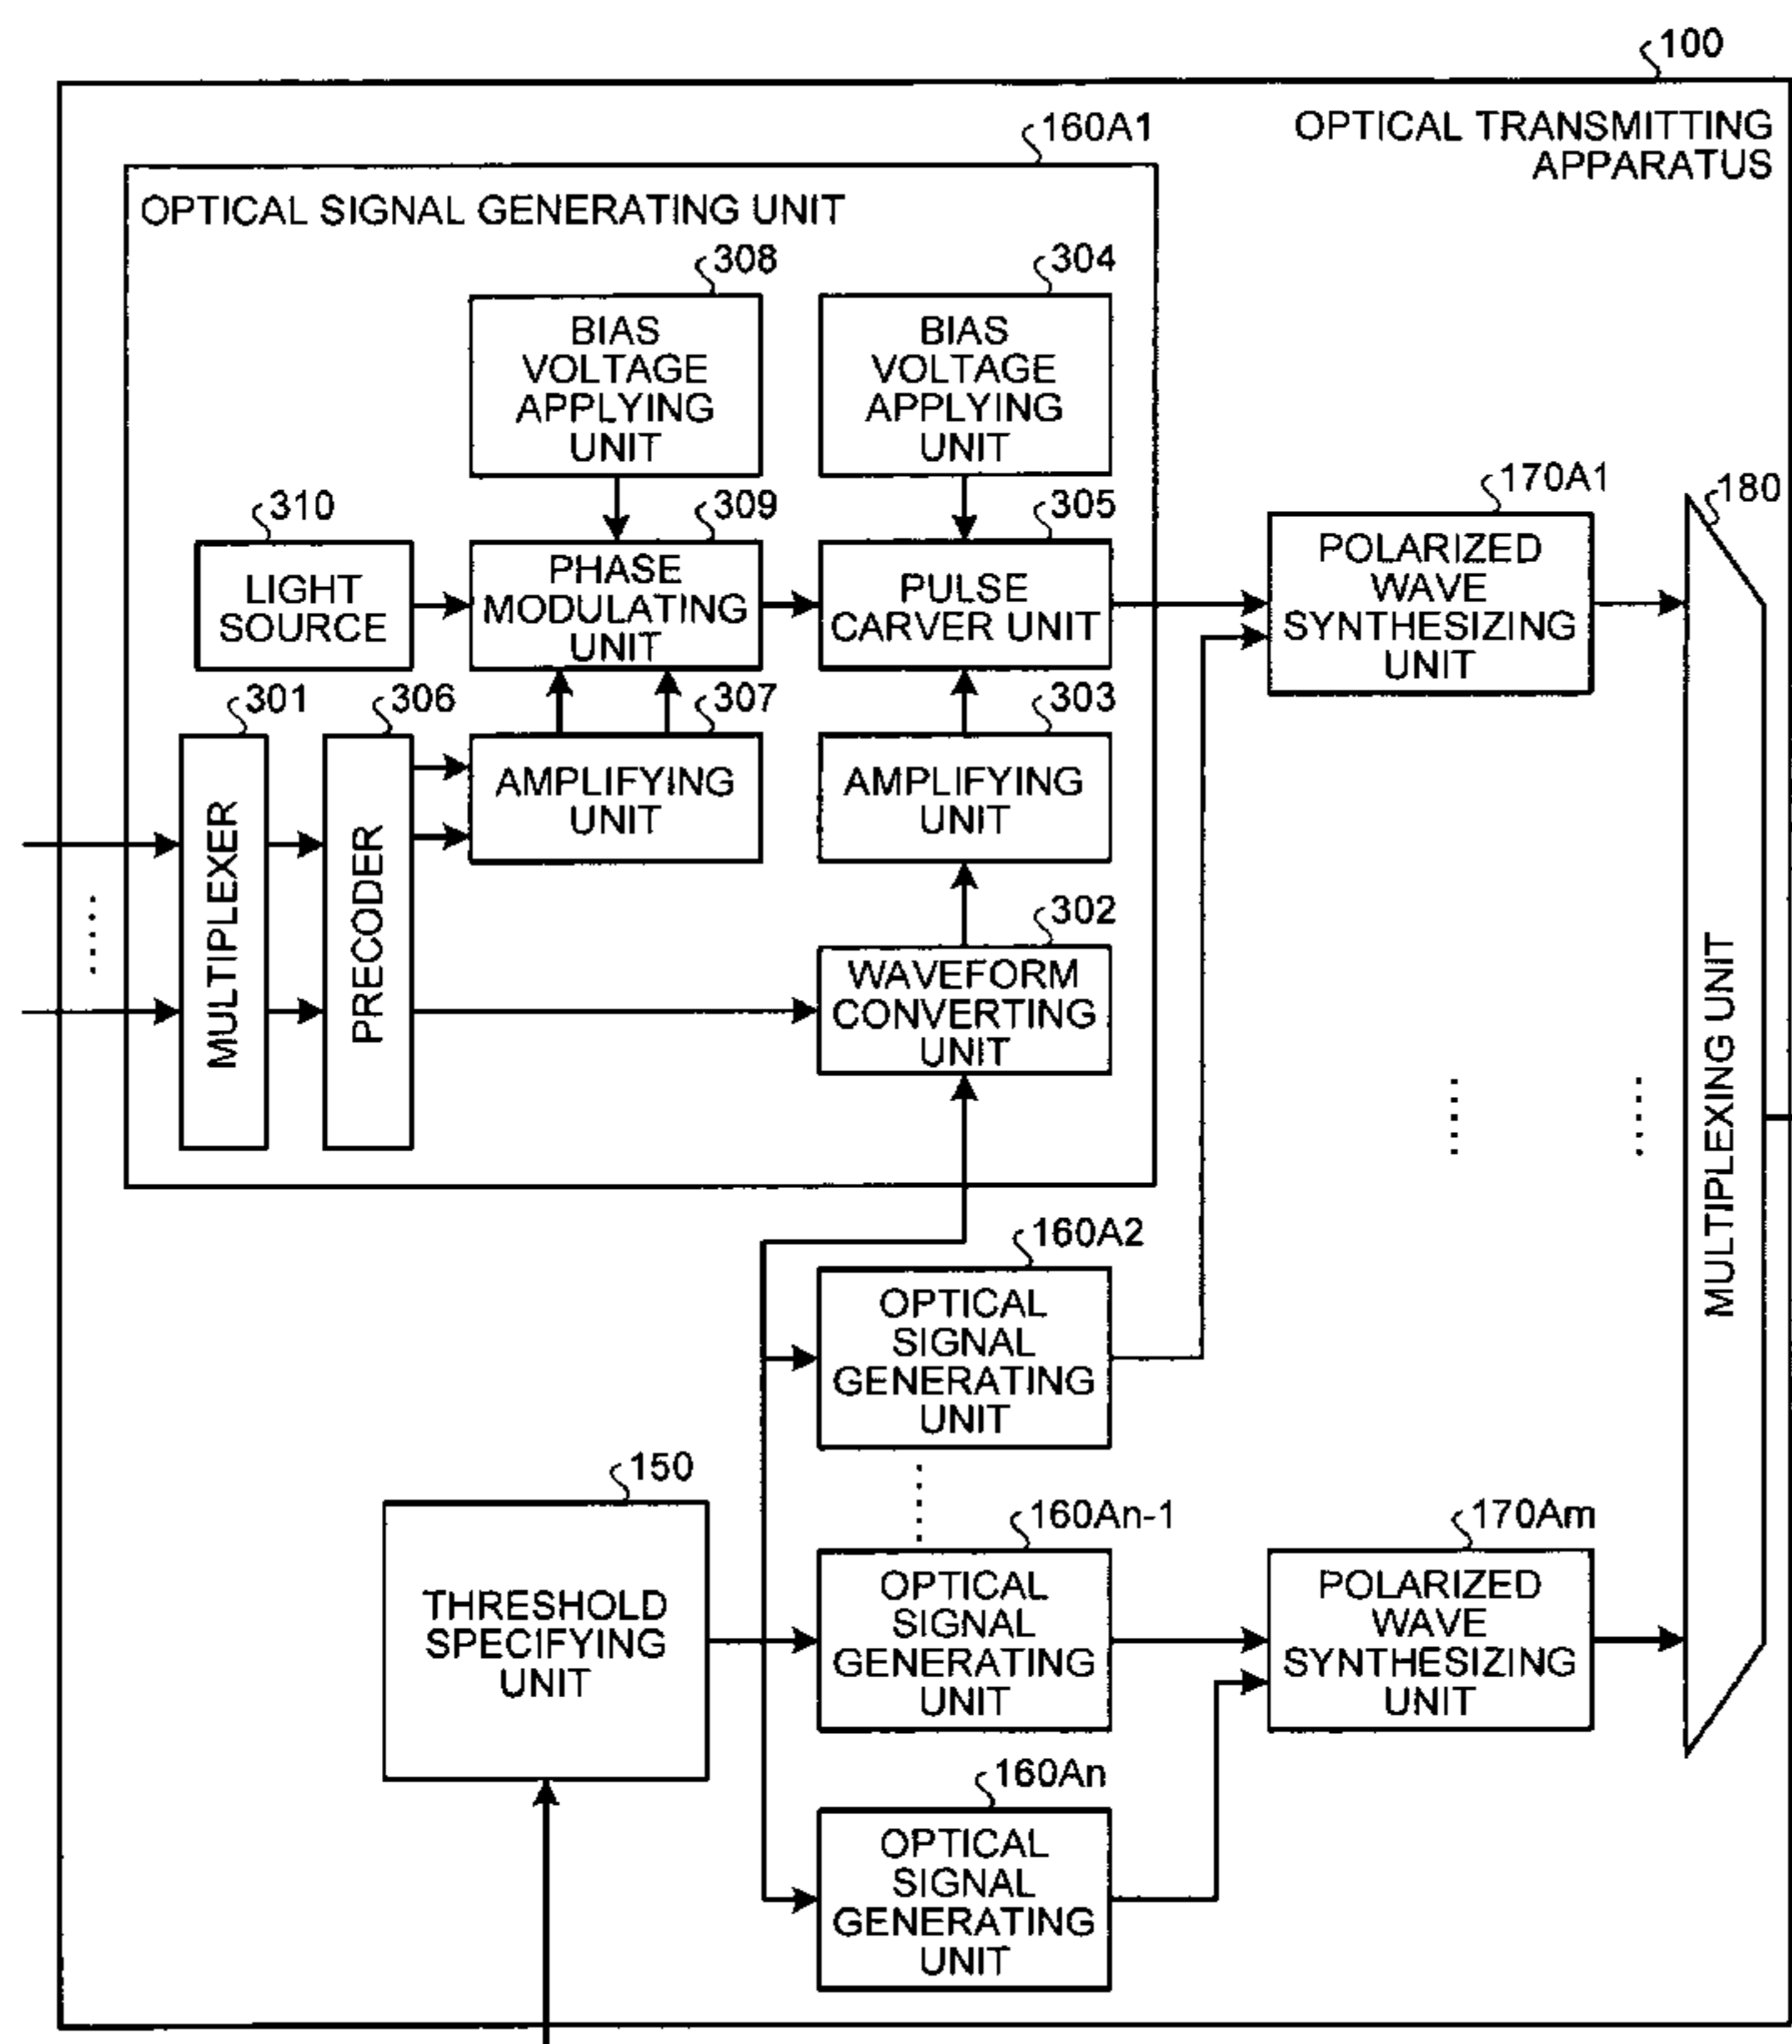 100
OPTICAL TRANSMITTING
APPARATUS
160A1
OPTICAL SIGNAL GENERATING UNIT
308
BIAS
VOLTAGE
APPLYING
UNIT
304
BIAS
VOLTAGE
APPLYING
UNIT
310
LIGHT
SOURCE
309
PHASE
MODULATING
UNIT
305
PULSE
CARVER UNIT
170A1
POLARIZED
WAVE
SYNTHESIZING
UNIT
180
MULTIPLEXING UNIT
301
MULTIPLEXER
306
PRECODER
307
AMPLIFYING
UNIT
303
AMPLIFYING
UNIT
302
WAVEFORM
CONVERTING
UNIT
160A2
OPTICAL
SIGNAL
GENERATING
UNIT
150
THRESHOLD
SPECIFYING
UNIT
160An-1
OPTICAL
SIGNAL
GENERATING
UNIT
170Am
POLARIZED
WAVE
SYNTHESIZING
UNIT
160An
OPTICAL
SIGNAL
GENERATING
UNIT